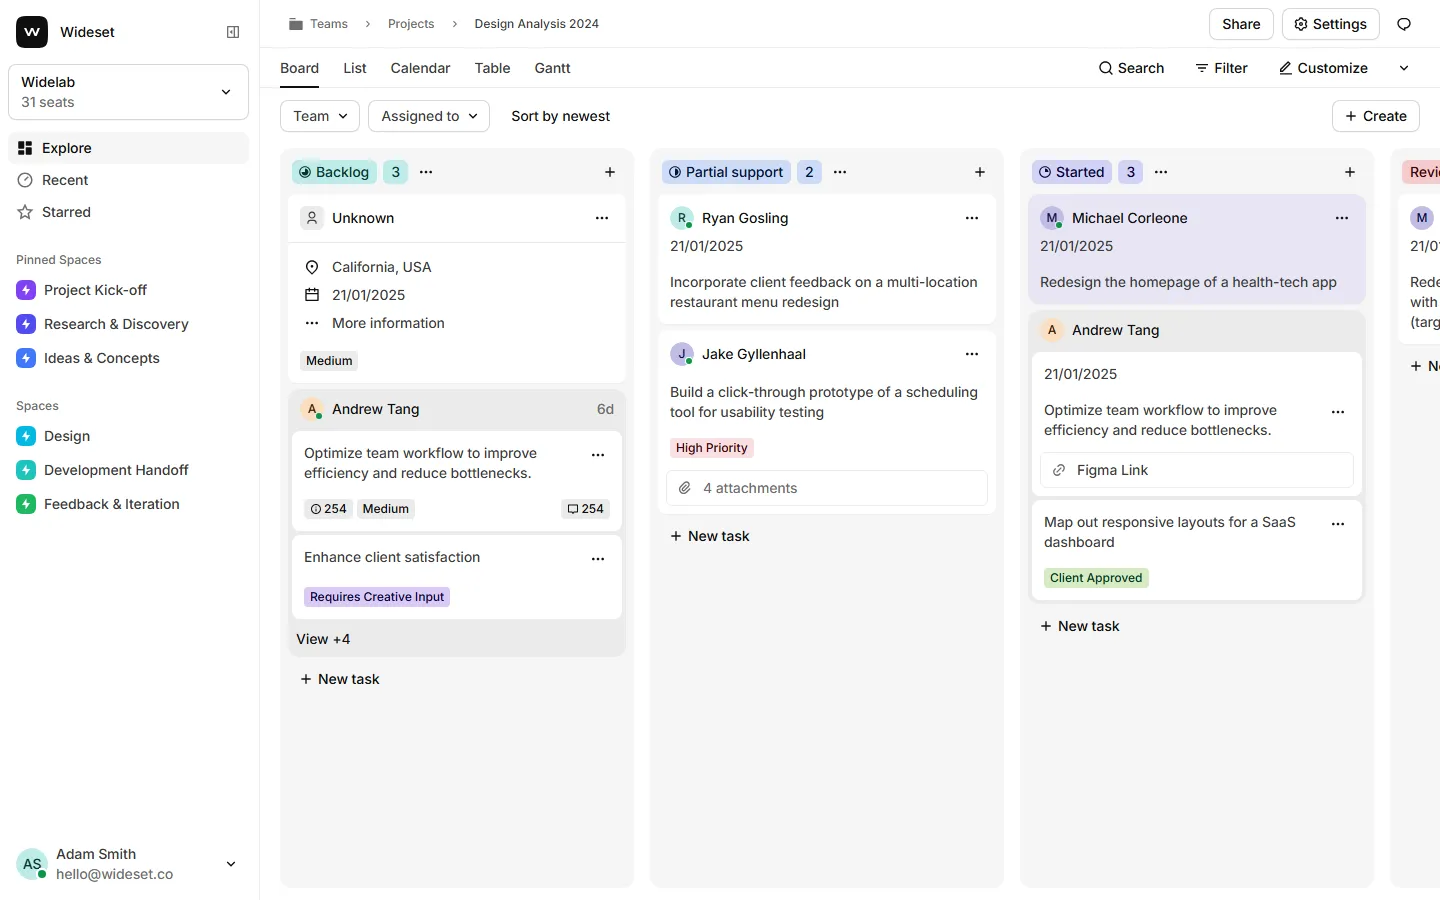 W
Wideset
Widelab
31 seats
Explore
Recent
Starred
Pinned Spaces
Project Kick-off
Research & Discovery
Ideas & Concepts
Spaces
Design
Development Handoff
Feedback & Iteration
AS
Adam Smith
hello@wideset.co
Teams
Projects
Design Analysis 2024
Share
Settings
Board
List
Calendar
Table
Gantt
Search
Filter
Customize
Team
Assigned to
Sort by newest
Create
Backlog
3
Unknown
California, USA
21/01/2025
More information
Medium
A
Andrew Tang
6d
Optimize team workflow to improve
efficiency and reduce bottlenecks.
254
Medium
254
Enhance client satisfaction
Requires Creative Input
View +4
New task
Partial support
2
R
Ryan Gosling
21/01/2025
Incorporate client feedback on a multi-location
restaurant menu redesign
J
Jake Gyllenhaal
Build a click-through prototype of a scheduling
tool for usability testing
High Priority
4 attachments
New task
Started
3
M
Michael Corleone
21/01/2025
Redesign the homepage of a health-tech app
A
Andrew Tang
21/01/2025
Optimize team workflow to improve
efficiency and reduce bottlenecks.
Figma Link
Map out responsive layouts for a SaaS
dashboard
Client Approved
New task
M
with